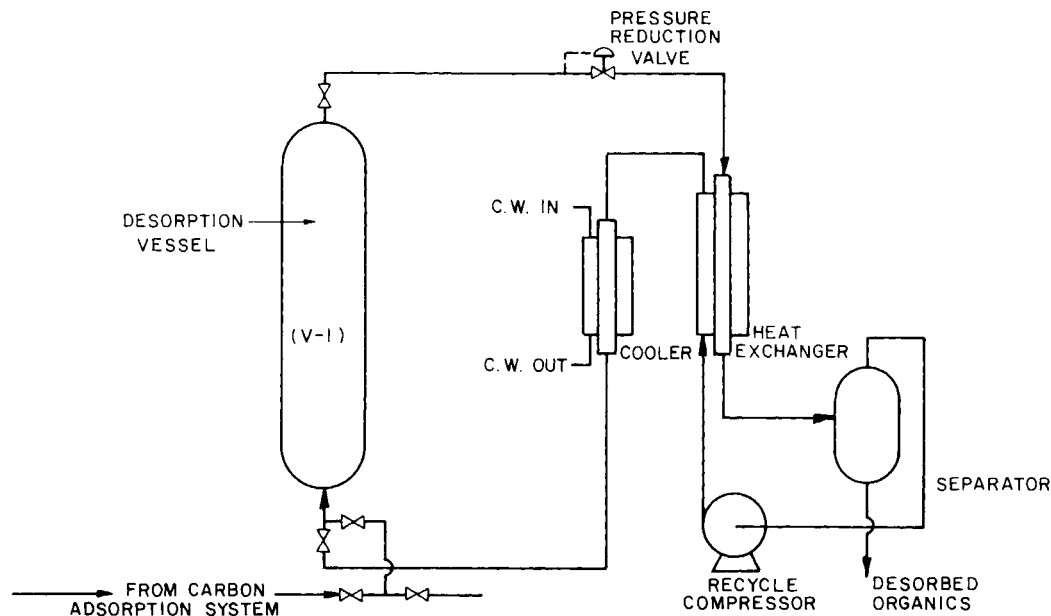 PRESSURE
REDUCTION
VALVE
DESORPTION
VESSEL
(V-1)
C.W. IN
C.W. OUT
COOLER
HEAT
EXCHANGER
SEPARATOR
RECYCLE
COMPRESSOR
DESORBED
ORGANICS
FROM CARBON
ADSORPTION SYSTEM